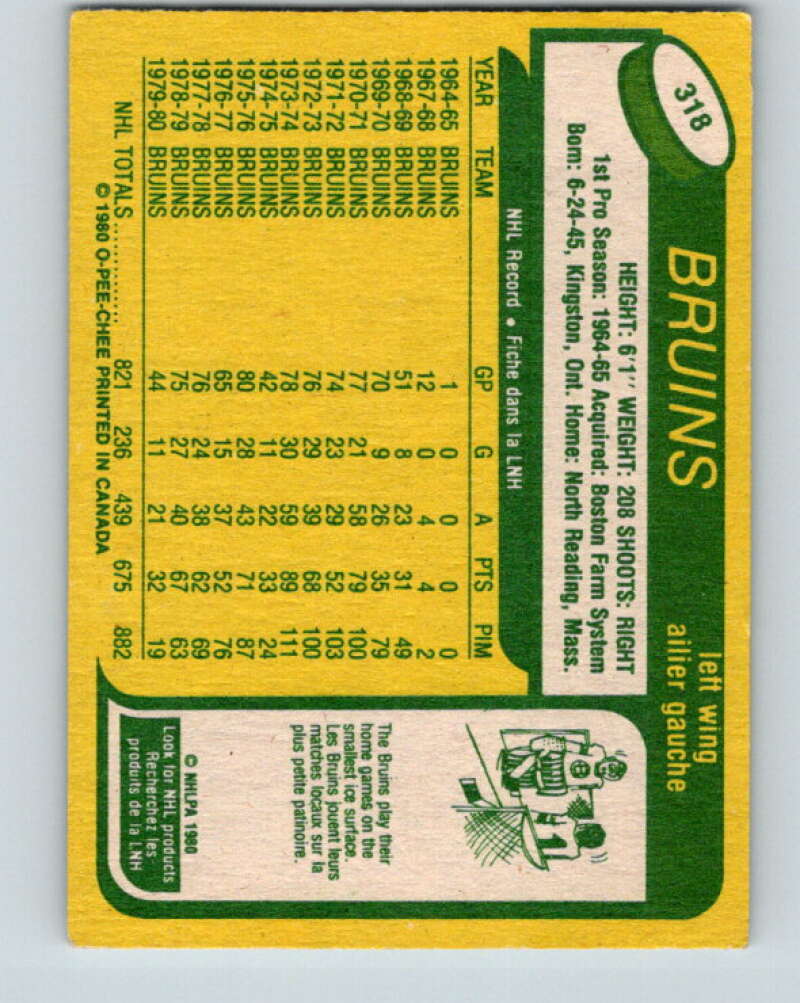 318
BRUINS
left wing
ailier gauche
HEIGHT: 6'1" WEIGHT: 208 SHOOTS: RIGHT
1st Pro Season: 1964-65 Acquired: Boston Farm System
Born: 6-24-45, Kingston, Ont. Home: North Reading, Mass.
NHL Record • Fiche dans la LNH
YEAR TEAM GP G A PTS PIM
1964-65 BRUINS 1 0 0 0 0
1967-68 BRUINS 12 0 4 4 2
1968-69 BRUINS 51 8 23 31 49
1969-70 BRUINS 70 9 26 35 79
1970-71 BRUINS 77 21 58 79 100
1971-72 BRUINS 74 23 29 52 103
1972-73 BRUINS 76 29 39 68 100
1973-74 BRUINS 78 30 59 89 111
1974-75 BRUINS 42 11 22 33 24
1975-76 BRUINS 80 28 43 71 87
1976-77 BRUINS 65 15 37 52 76
1977-78 BRUINS 76 24 38 62 69
1978-79 BRUINS 75 27 40 67 63
1979-80 BRUINS 44 11 21 32 19
NHL TOTALS ............. 821 236 439 675 882
© 1980 O-PEE-CHEE PRINTED IN CANADA
The Bruins play their
home games on the
smallest ice surface.
Les Bruins jouent leurs
matches locaux sur la
plus petite patinoire.
© NHLPA 1980
Look for NHL products
Recherchez les
produits de la LNH